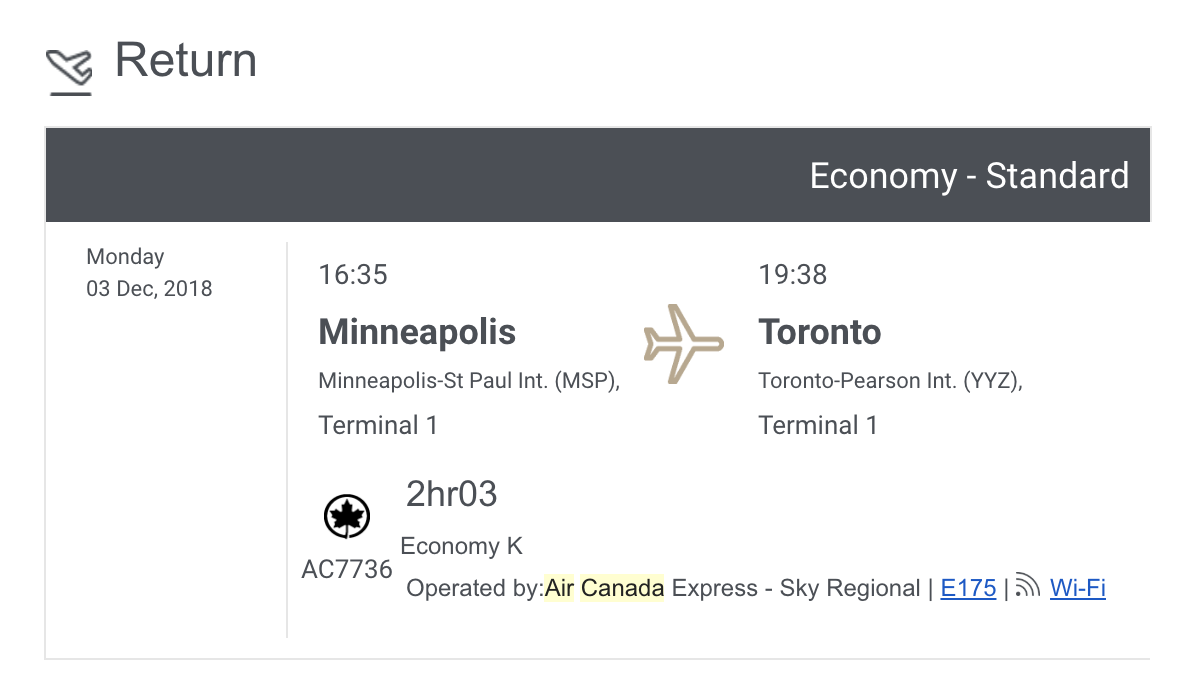 Return
Economy - Standard
Monday
03 Dec, 2018
16:35
Minneapolis
Minneapolis-St Paul Int. (MSP),
Terminal 1
19:38
Toronto
Toronto-Pearson Int. (YYZ),
Terminal 1
AC7736
2hr03
Economy K
Operated by:Air Canada Express - Sky Regional | E175 | Wi-Fi